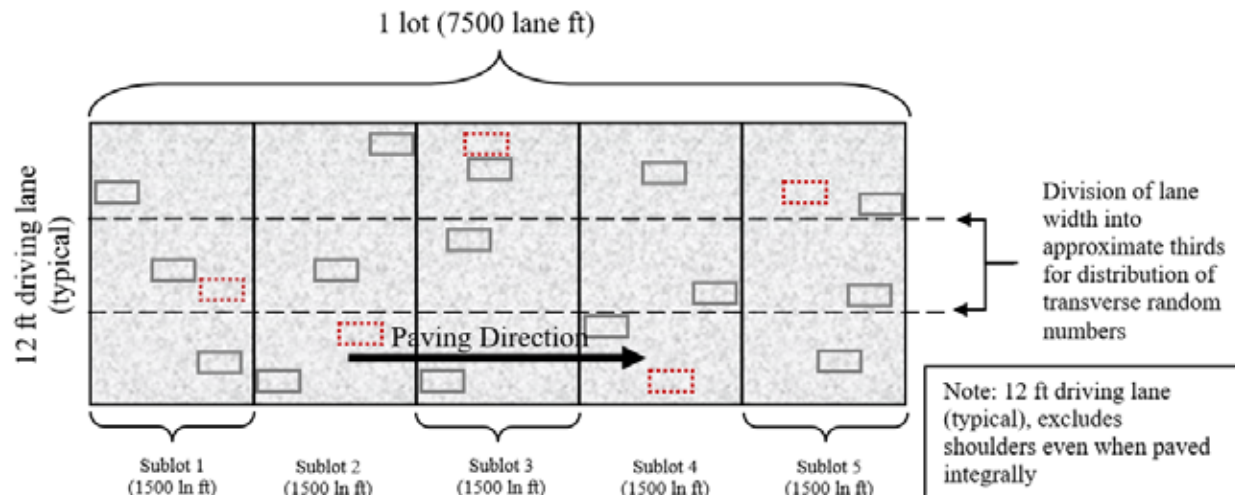 1 lot (7500 lane ft)
12 ft driving lane
(typical)
Paving Direction
Division of lane
width into
approximate thirds
for distribution of
transverse random
numbers
Note: 12 ft driving lane
(typical), excludes
shoulders even when paved
integrally
Sublot 1
(1500 ln ft)
Sublot 2
(1500 ln ft)
Sublot 3
(1500 ln ft)
Sublot 4
(1500 ln ft)
Sublot 5
(1500 ln ft)